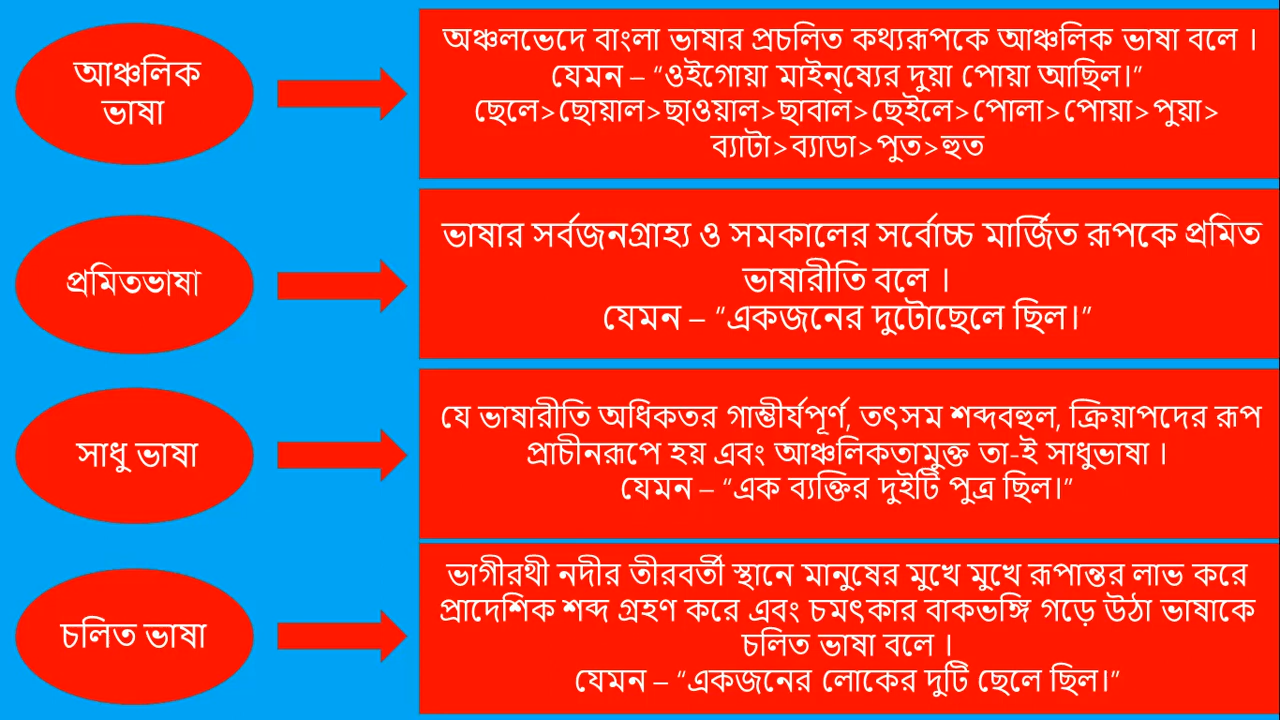 আঞ্চলিক
ভাষা
অঞ্চলভেদে বাংলা ভাষার প্রচলিত কথ্যরূপকে আঞ্চলিক ভাষা বলে ।
যেমন – “ওইগোয়া মাইন্‌ষ্যের দুয়া পোয়া আছিল।”
ছেলে>ছোয়াল>ছাওয়াল>ছাবাল>ছেইলে>পোলা>পোয়া>পুয়া>
ব্যাটা>ব্যাডা>পুত>হুত
প্রমিতভাষা
ভাষার সর্বজনগ্রাহ্য ও সমকালের সর্বোচ্চ মার্জিত রূপকে প্রমিত
ভাষারীতি বলে ।
যেমন – “একজনের দুটোছেলে ছিল।”
সাধু ভাষা
যে ভাষারীতি অধিকতর গাম্ভীর্যপূর্ণ, তৎসম শব্দবহুল, ক্রিয়াপদের রূপ
প্রাচীনরূপে হয় এবং আঞ্চলিকতামুক্ত তা-ই সাধুভাষা ।
যেমন – “এক ব্যক্তির দুইটি পুত্র ছিল।”
চলিত ভাষা
ভাগীরথী নদীর তীরবর্তী স্থানে মানুষের মুখে মুখে রূপান্তর লাভ করে
প্রাদেশিক শব্দ গ্রহণ করে এবং চমৎকার বাকভঙ্গি গড়ে উঠা ভাষাকে
চলিত ভাষা বলে ।
যেমন – “একজনের লোকের দুটি ছেলে ছিল।”